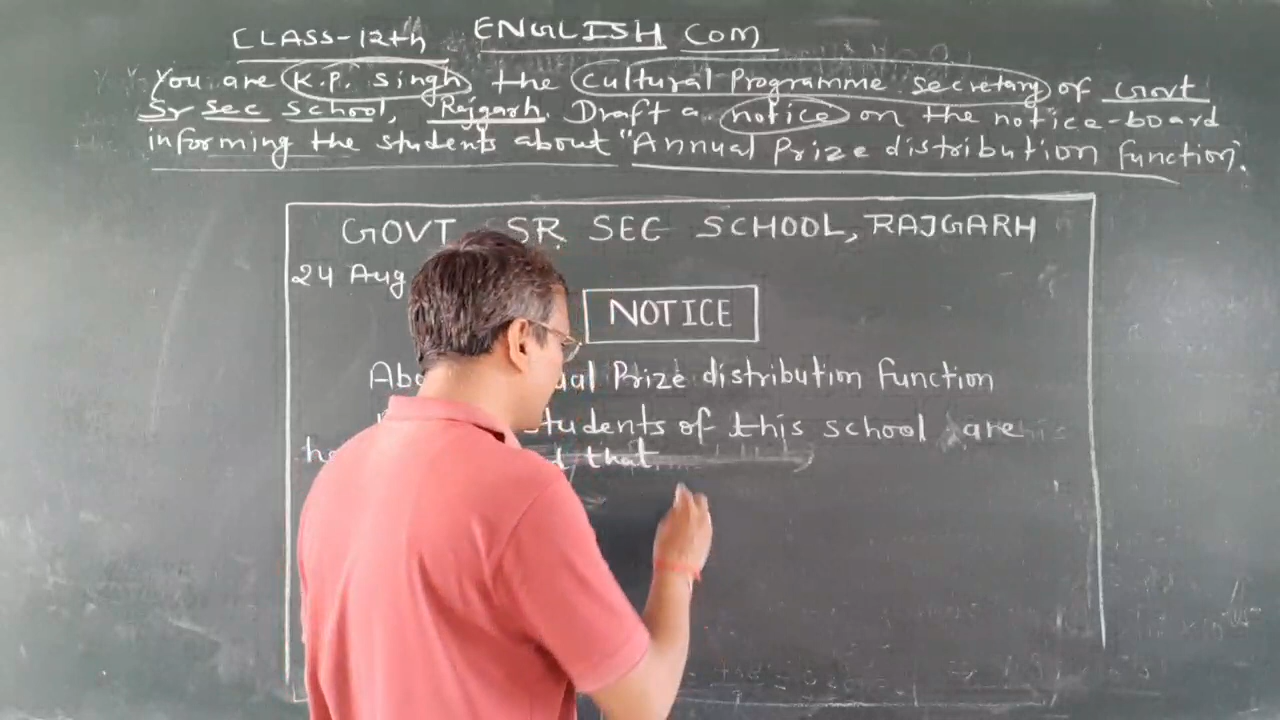 CLASS-12th ENGLISH COM
You are K.P. Singh the Cultural Programme secretary of Govt
Sr Sec School, Rajgarh. Draft a notice on the notice-board
informing the students about "Annual Prize distribution function".
GOVT SR SEC SCHOOL, RAJGARH
24 Aug
NOTICE
Prize distribution function
students of this school are
that